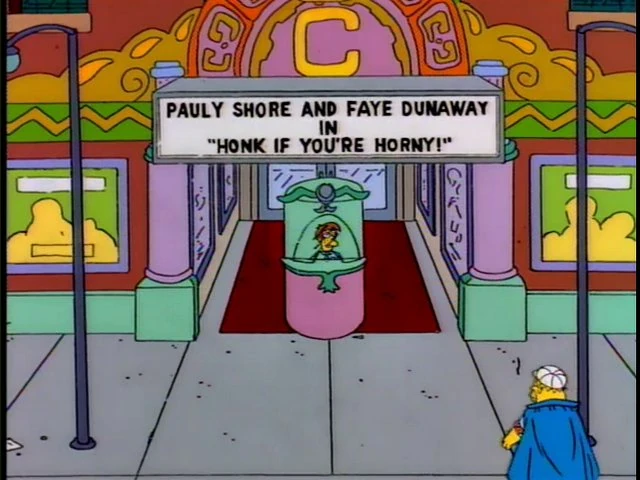 C
PAULY SHORE AND FAYE DUNAWAY
IN
"HONK IF YOU'RE HORNY!"